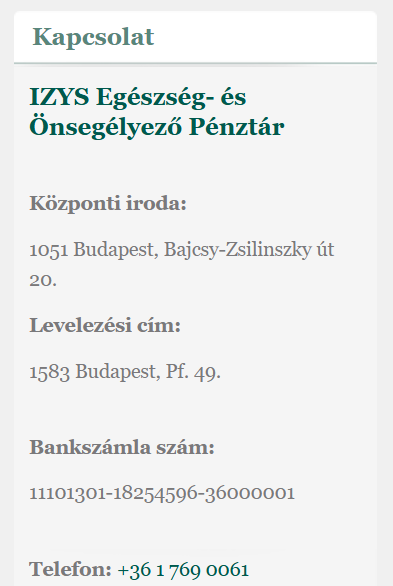 Kapcsolat
IZYS Egészség- és
Önsegélyező Pénztár
Központi iroda:
1051 Budapest, Bajcsy-Zsilinszky út
20.
Levelezési cím:
1583 Budapest, Pf. 49.
Bankszámla szám:
11101301-18254596-36000001
Telefon: +36 1 769 0061